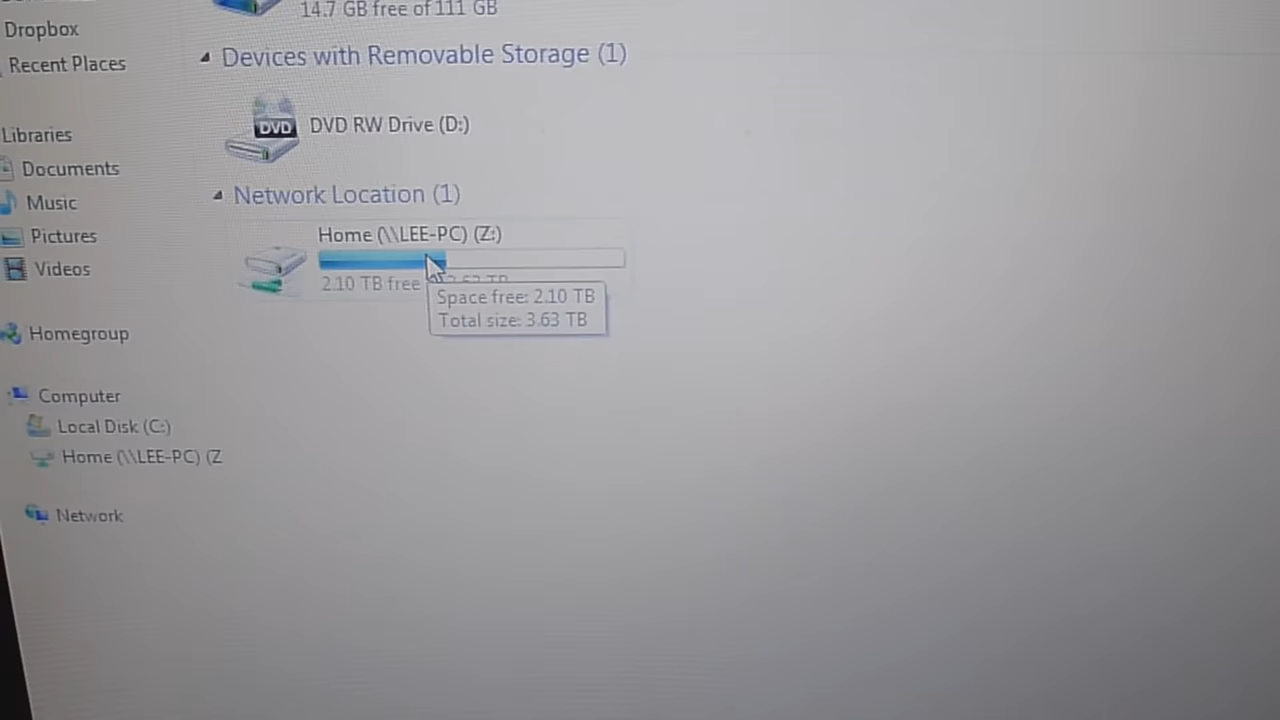 14.7 GB free of 111 GB
Dropbox
Recent Places
Devices with Removable Storage (1)
DVD
DVD RW Drive (D:)
Libraries
Documents
Music
Pictures
Videos
Network Location (1)
Home (\\LEE-PC) (Z:)
2.10 TB free
Space free: 2.10 TB
Total size: 3.63 TB
Homegroup
Computer
Local Disk (C:)
Home (\\LEE-PC) (Z
Network